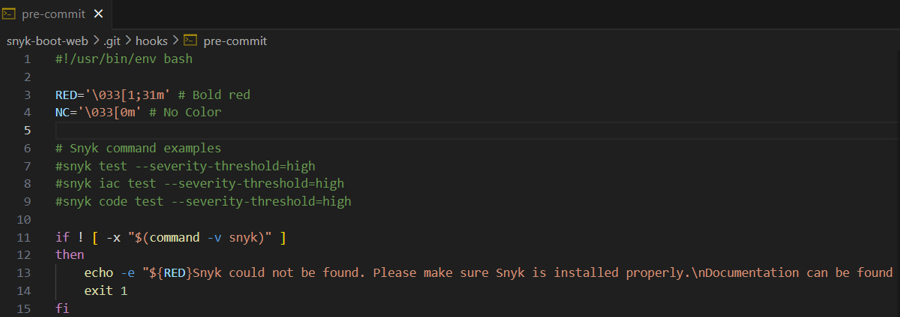 pre-commit
snyk-boot-web > .git > hooks > pre-commit
1 #!/usr/bin/env bash
2
3 RED='\033[1;31m' # Bold red
4 NC='\033[0m' # No Color
5
6 # Snyk command examples
7 #snyk test --severity-threshold=high
8 #snyk iac test --severity-threshold=high
9 #snyk code test --severity-threshold=high
10
11 if ! [ -x "$(command -v snyk)" ]
12 then
13     echo -e "${RED}Snyk could not be found. Please make sure Snyk is installed properly.\nDocumentation can be found
14     exit 1
15 fi